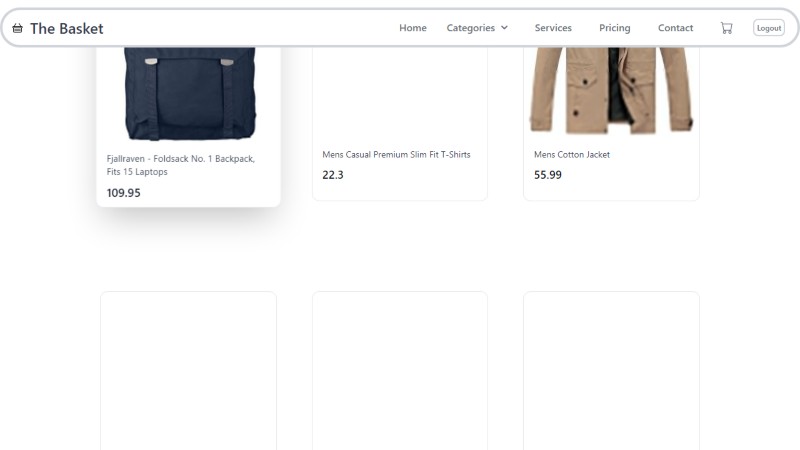 The Basket
Home
Categories
Services
Pricing
Contact
Logout
Fjallraven - Foldsack No. 1 Backpack,
Fits 15 Laptops
109.95
Mens Casual Premium Slim Fit T-Shirts
22.3
Mens Cotton Jacket
55.99